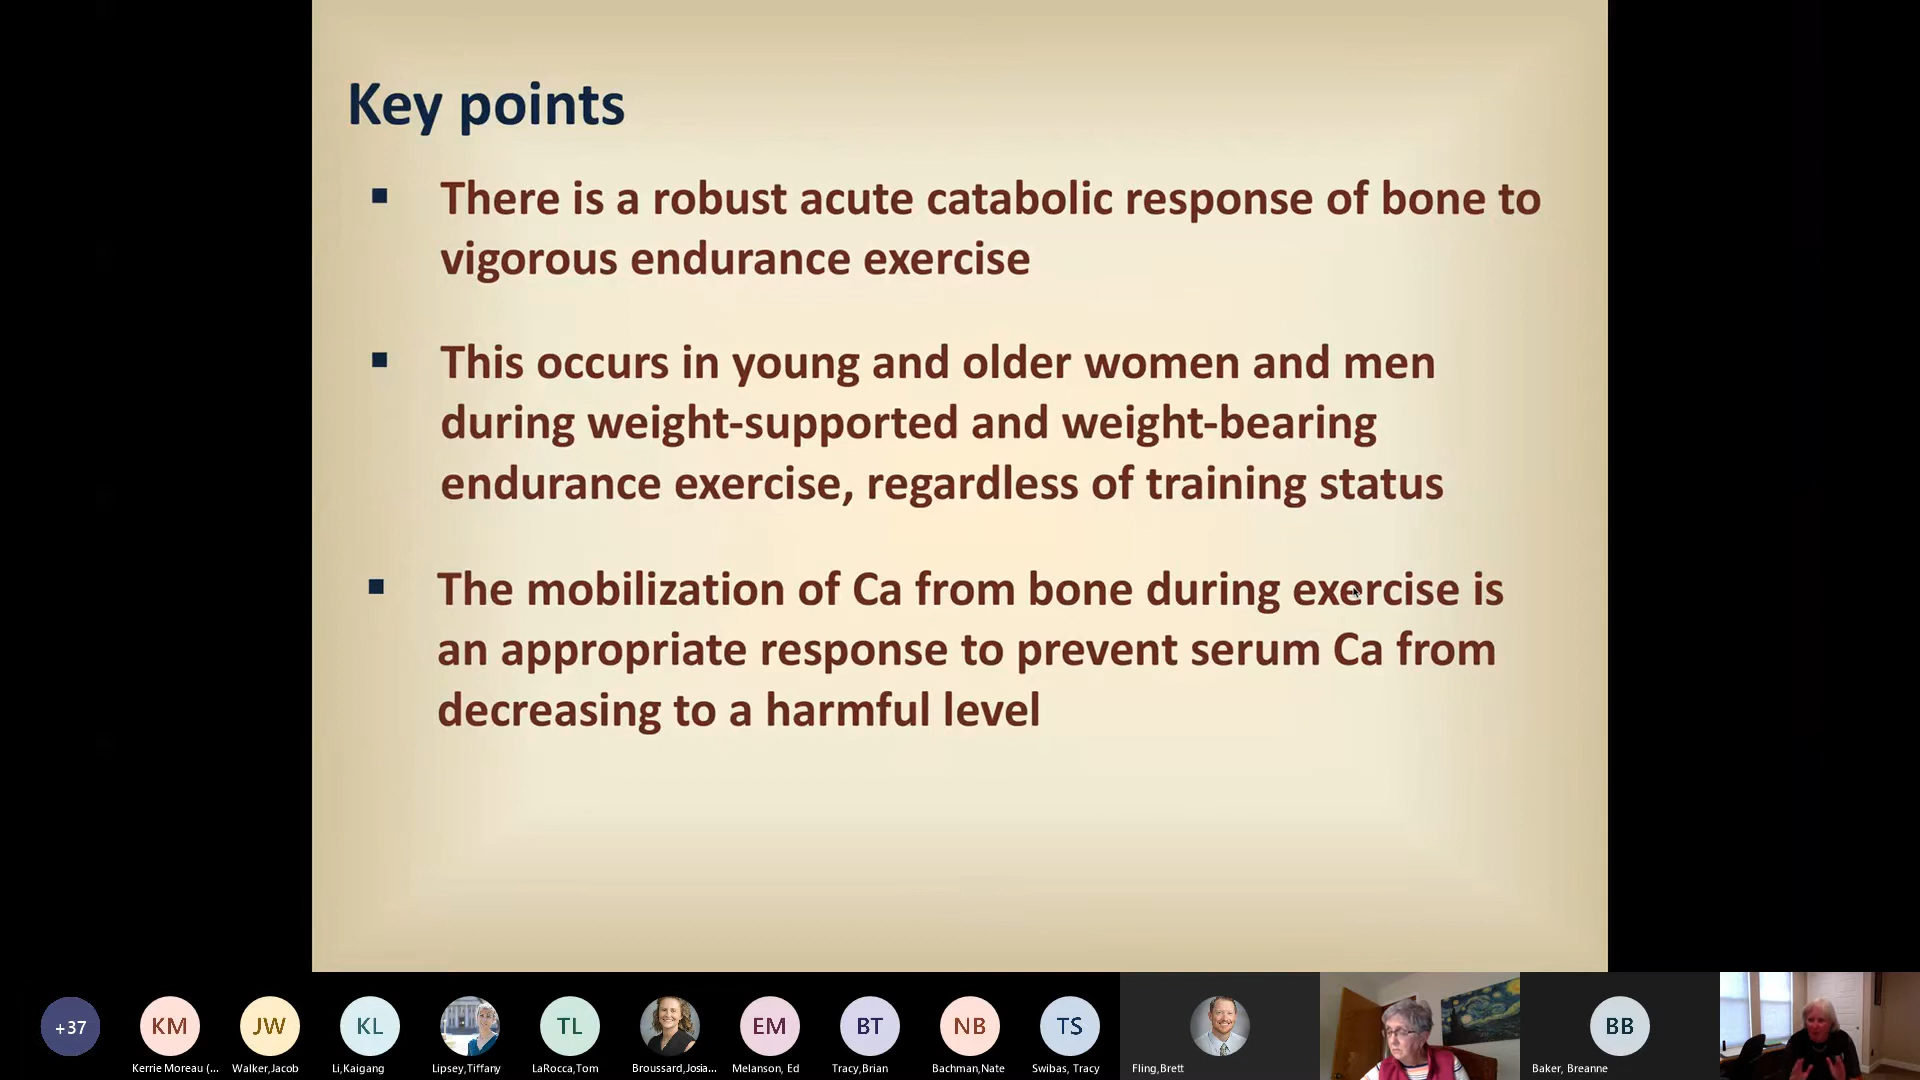 Key points
▪ There is a robust acute catabolic response of bone to
vigorous endurance exercise
▪ This occurs in young and older women and men
during weight-supported and weight-bearing
endurance exercise, regardless of training status
▪ The mobilization of Ca from bone during exercise is
an appropriate response to prevent serum Ca from
decreasing to a harmful level
+37
KM
JW
KL
TL
EM
BT
NB
TS
BB
Kerrie Moreau (...
Walker,Jacob
Li,Kaigang
Lipsey,Tiffany
LaRocca,Tom
Broussard,Josia...
Melanson, Ed
Tracy,Brian
Bachman,Nate
Swibas, Tracy
Fling,Brett
Baker, Breanne